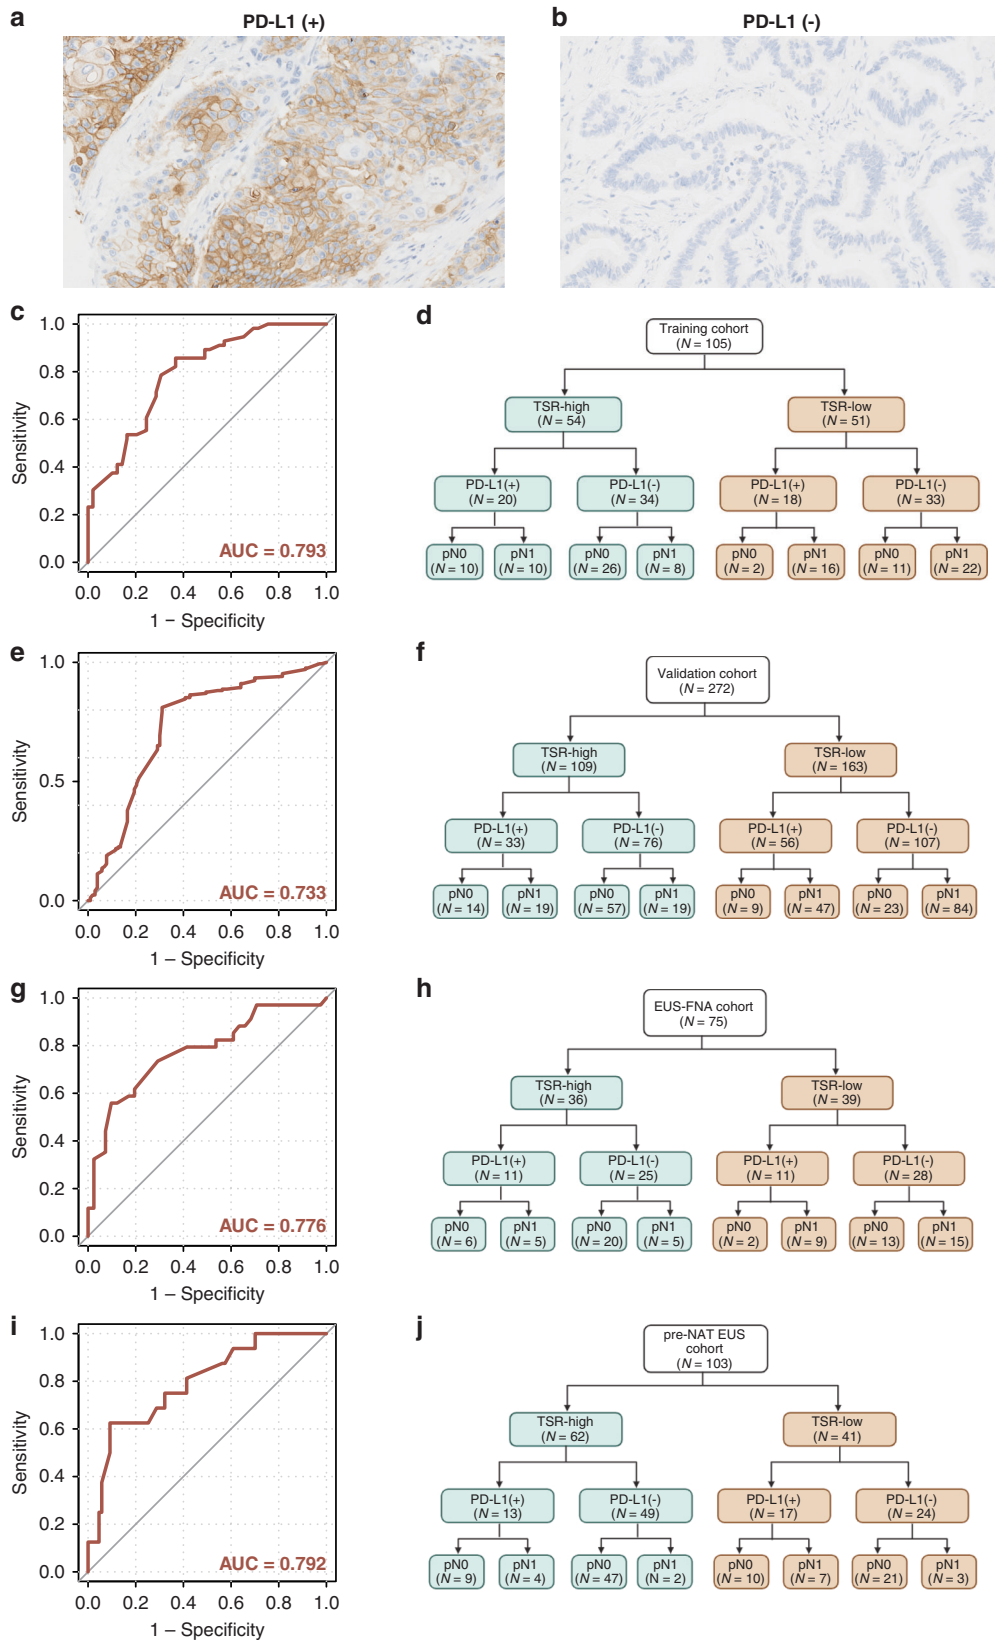 a
PD-L1 (+)
b
PD-L1 (-)
c
1.0
0.8
0.6
0.4
0.2
0.0
Sensitivity
AUC = 0.793
0.0 0.2 0.4 0.6 0.8 1.0
1 − Specificity
d
Training cohort
(N = 105)
TSR-high
(N = 54)
TSR-low
(N = 51)
PD-L1(+)
(N = 20)
PD-L1(-)
(N = 34)
PD-L1(+)
(N = 18)
PD-L1(-)
(N = 33)
pN0
(N = 10)
pN1
(N = 10)
pN0
(N = 26)
pN1
(N = 8)
pN0
(N = 2)
pN1
(N = 16)
pN0
(N = 11)
pN1
(N = 22)
e
1.0
0.5
0.0
Sensitivity
AUC = 0.733
0.0 0.2 0.4 0.6 0.8 1.0
1 − Specificity
f
Validation cohort
(N = 272)
TSR-high
(N = 109)
TSR-low
(N = 163)
PD-L1(+)
(N = 33)
PD-L1(-)
(N = 76)
PD-L1(+)
(N = 56)
PD-L1(-)
(N = 107)
pN0
(N = 14)
pN1
(N = 19)
pN0
(N = 57)
pN1
(N = 19)
pN0
(N = 9)
pN1
(N = 47)
pN0
(N = 23)
pN1
(N = 84)
g
1.0
0.8
0.6
0.4
0.2
0.0
Sensitivity
AUC = 0.776
0.0 0.2 0.4 0.6 0.8 1.0
1 − Specificity
h
EUS-FNA cohort
(N = 75)
TSR-high
(N = 36)
TSR-low
(N = 39)
PD-L1(+)
(N = 11)
PD-L1(-)
(N = 25)
PD-L1(+)
(N = 11)
PD-L1(-)
(N = 28)
pN0
(N = 6)
pN1
(N = 5)
pN0
(N = 20)
pN1
(N = 5)
pN0
(N = 2)
pN1
(N = 9)
pN0
(N = 13)
pN1
(N = 15)
i
1.0
0.8
0.6
0.4
0.2
0.0
Sensitivity
AUC = 0.792
0.0 0.2 0.4 0.6 0.8 1.0
1 − Specificity
j
pre-NAT EUS
cohort
(N = 103)
TSR-high
(N = 62)
TSR-low
(N = 41)
PD-L1(+)
(N = 13)
PD-L1(-)
(N = 49)
PD-L1(+)
(N = 17)
PD-L1(-)
(N = 24)
pN0
(N = 9)
pN1
(N = 4)
pN0
(N = 47)
pN1
(N = 2)
pN0
(N = 10)
pN1
(N = 7)
pN0
(N = 21)
pN1
(N = 3)